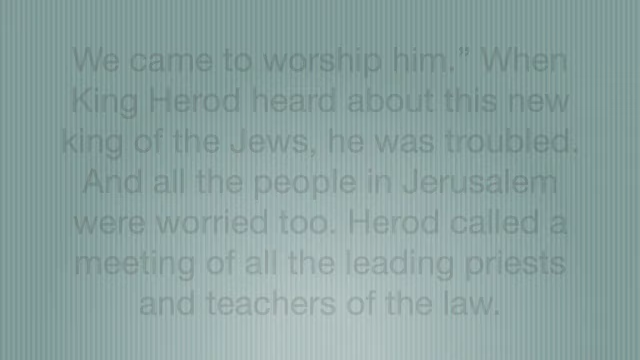 We came to worship him.” When
King Herod heard about this new
king of the Jews, he was troubled.
And all the people in Jerusalem
were worried too. Herod called a
meeting of all the leading priests
and teachers of the law.